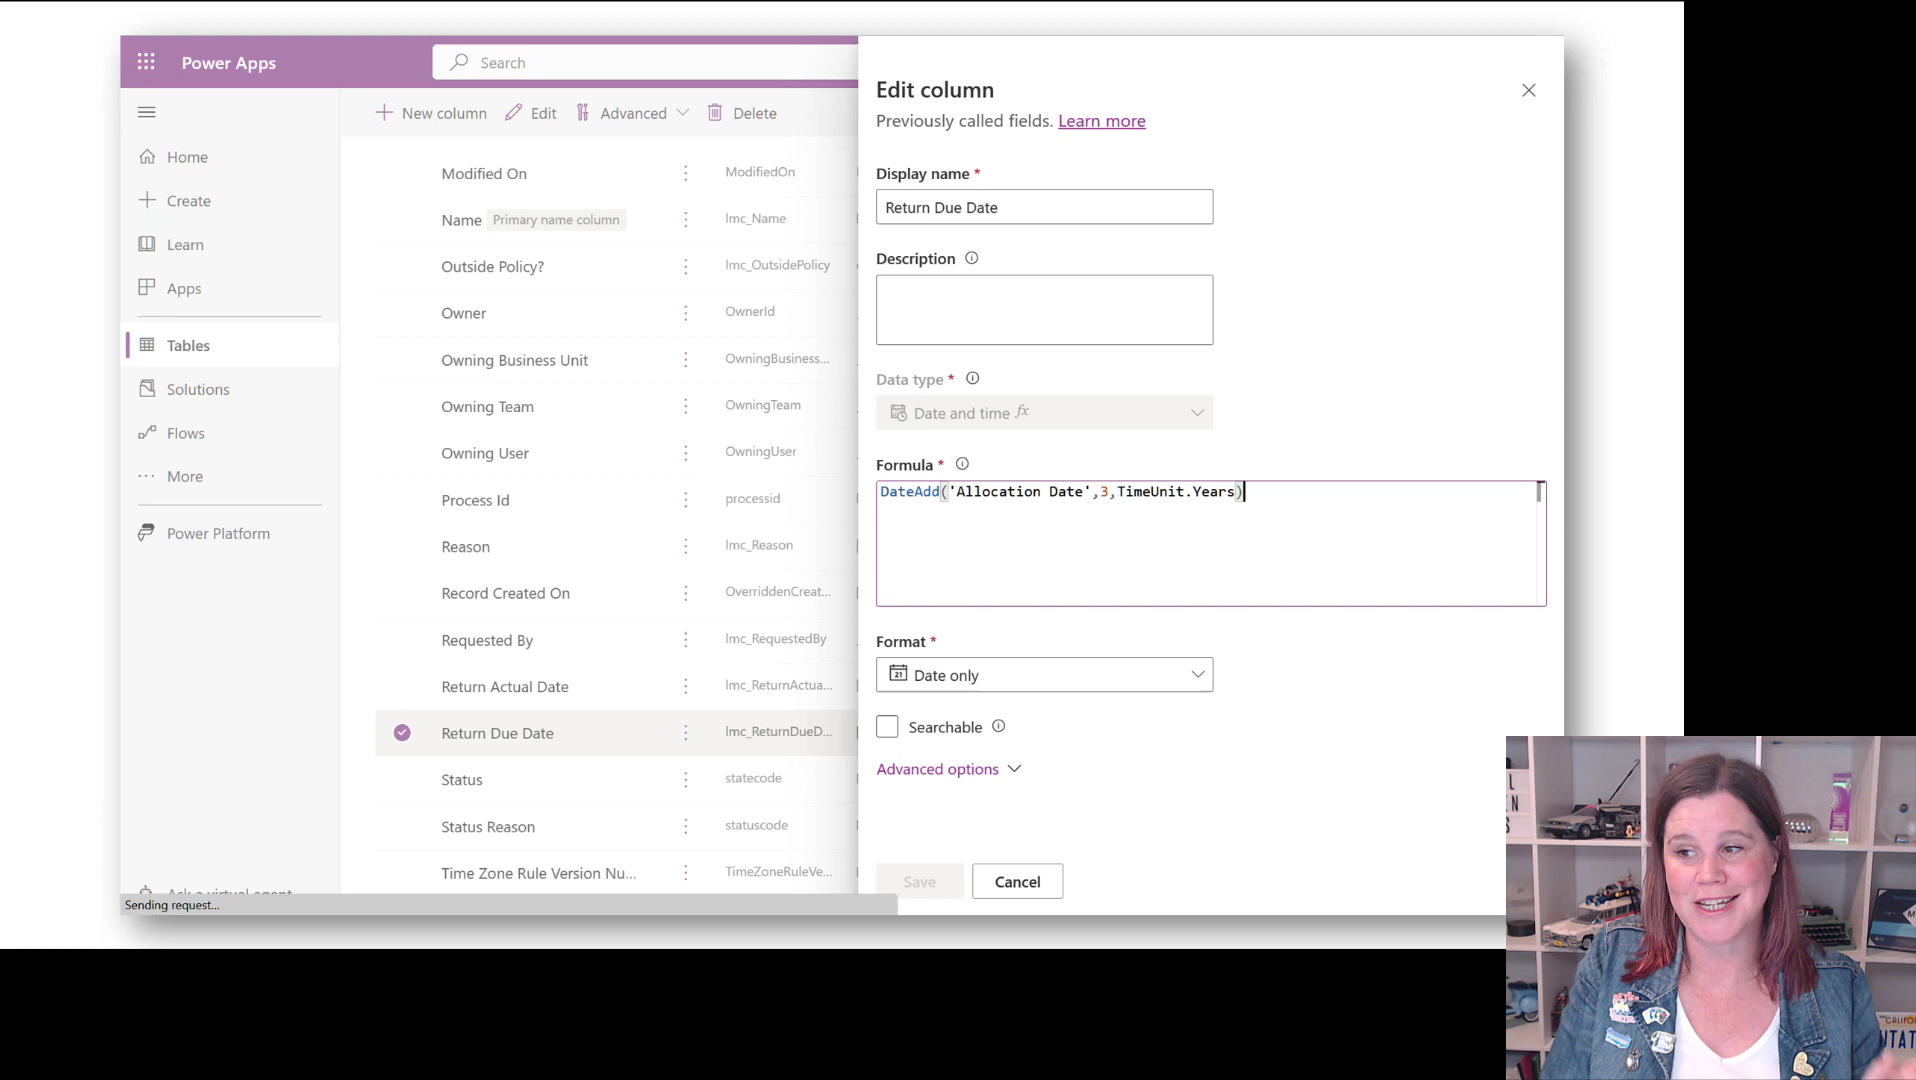 Power Apps
Search
New column
Edit
Advanced
Delete
Home
Create
Learn
Apps
Tables
Solutions
Flows
More
Power Platform
Modified On
ModifiedOn
Name
Primary name column
lmc_Name
Outside Policy?
lmc_OutsidePolicy
Owner
OwnerId
Owning Business Unit
OwningBusiness...
Owning Team
OwningTeam
Owning User
OwningUser
Process Id
processid
Reason
lmc_Reason
Record Created On
OverriddenCreat...
Requested By
lmc_RequestedBy
Return Actual Date
lmc_ReturnActua...
Return Due Date
lmc_ReturnDueD...
Status
statecode
Status Reason
statuscode
Time Zone Rule Version Nu...
TimeZoneRuleVe...
Ask a virtual agent
Sending request...
Edit column
Previously called fields. Learn more
Display name *
Return Due Date
Description
Data type *
Date and time fx
Formula *
DateAdd('Allocation Date',3,TimeUnit.Years)
Format *
21
Date only
Searchable
Advanced options
Save
Cancel